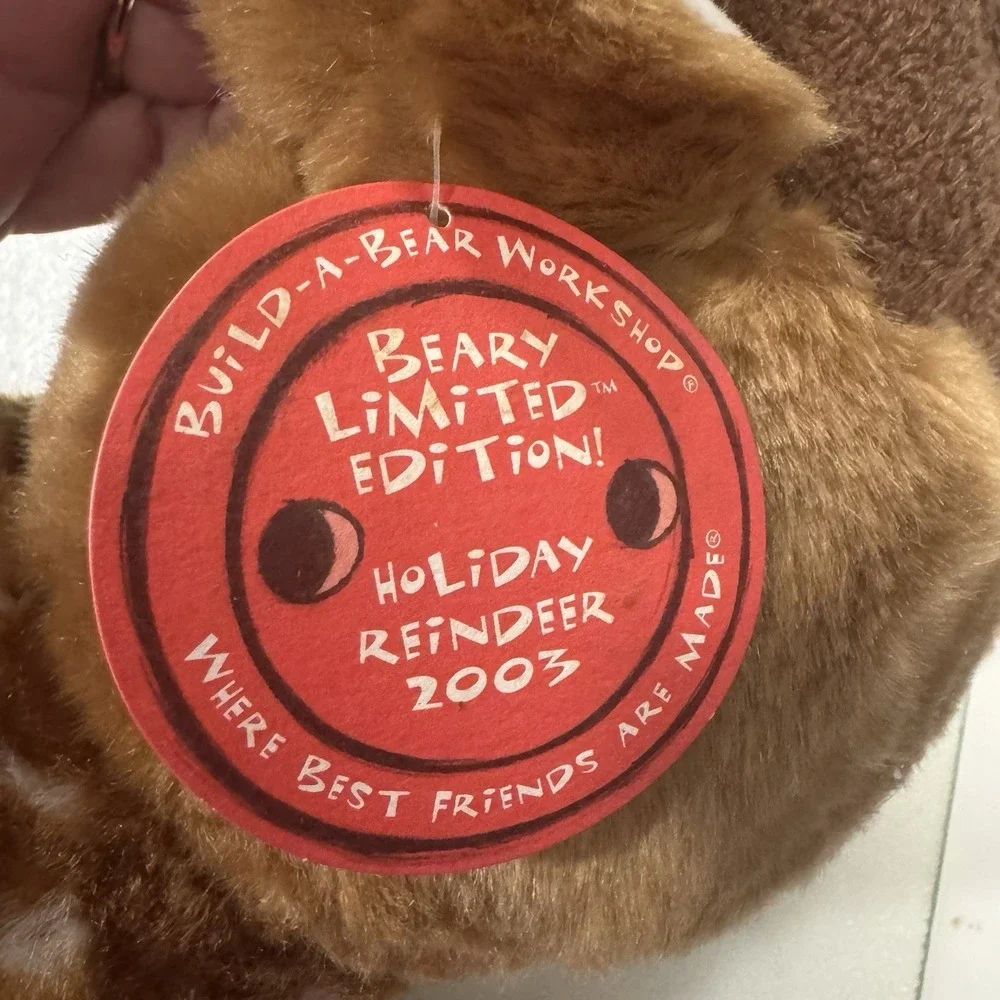 BUiLD-A-BEAR WORKSHOP®
BEARY
LiMiTED™
EDiTiON!
HOLiDAY
REiNDEER
2003
WHERE BEST FRiENDS ARE MADE®